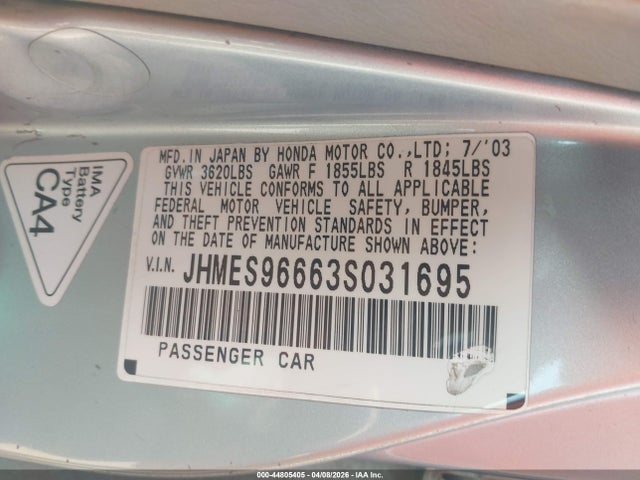 IMA
Battery
Type
CA4
MFD.IN JAPAN BY HONDA MOTOR CO.,LTD; 7/'03
GVWR 3620LBS GAWR F 1855LBS R 1845LBS
THIS VEHICLE CONFORMS TO ALL APPLICABLE
FEDERAL MOTOR VEHICLE SAFETY, BUMPER,
AND THEFT PREVENTION STANDARDS IN EFFECT
ON THE DATE OF MANUFACTURE SHOWN ABOVE:
V.I.N. JHMES96663S031695
PASSENGER CAR
000-44805405 - 04/08/2026 - IAA Inc.